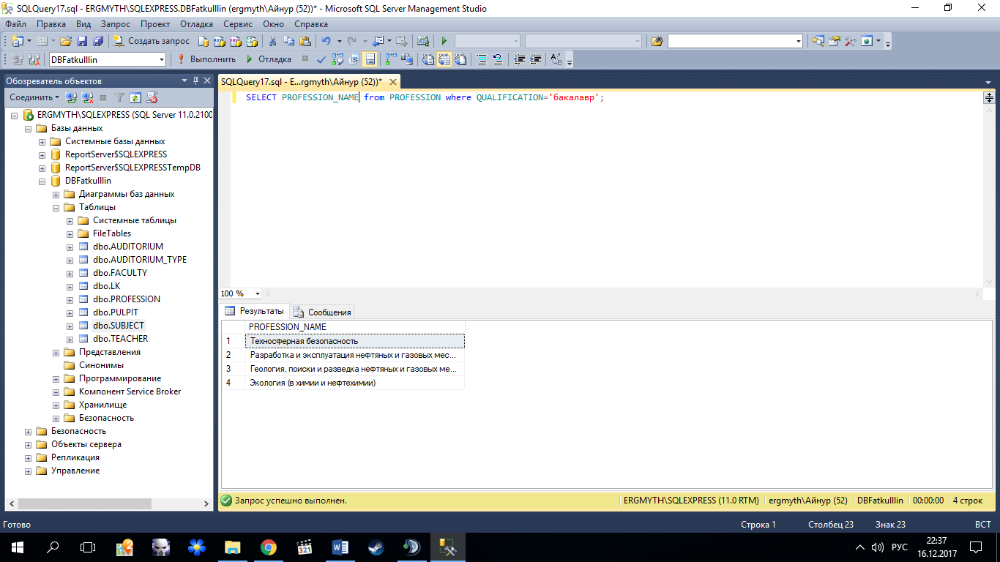 SQLQuery17.sql - ERGMYTH\SQLEXPRESS.DBFatkulllin (ergmyth\Айнур (52))* - Microsoft SQL Server Management Studio
Файл Правка Вид Запрос Проект Отладка Сервис Окно Справка
Создать запрос
DBFatkulllin Выполнить Отладка
Обозреватель объектов
Соединить
ERGMYTH\SQLEXPRESS (SQL Server 11.0.2100
Базы данных
Системные базы данных
ReportServer$SQLEXPRESS
ReportServer$SQLEXPRESSTempDB
DBFatkulllin
Диаграммы баз данных
Таблицы
Системные таблицы
FileTables
dbo.AUDITORIUM
dbo.AUDITORIUM_TYPE
dbo.FACULTY
dbo.LK
dbo.PROFESSION
dbo.PULPIT
dbo.SUBJECT
dbo.TEACHER
Представления
Синонимы
Программирование
Компонент Service Broker
Хранилище
Безопасность
Безопасность
Объекты сервера
Репликация
Управление
SQLQuery17.sql - E...rgmyth\Айнур (52))*
SELECT PROFESSION_NAME from PROFESSION where QUALIFICATION='бакалавр';
100 %
Результаты Сообщения
PROFESSION_NAME
1 Техносферная безопасность
2 Разработка и эксплуатация нефтяных и газовых мес...
3 Геология, поиски и разведка нефтяных и газовых ме...
4 Экология (в химии и нефтехимии)
Запрос успешно выполнен. ERGMYTH\SQLEXPRESS (11.0 RTM) ergmyth\Айнур (52) DBFatkulllin 00:00:00 4 строк
Готово Строка 1 Столбец 23 Знак 23 ВСТ
321
РУС
22:37
16.12.2017